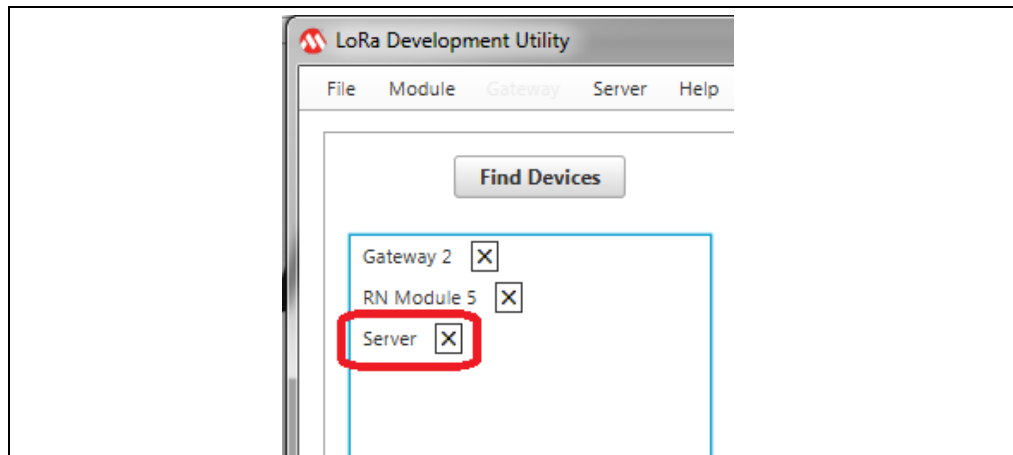 LoRa Development Utility
File Module Gateway Server Help
Find Devices
Gateway 2
RN Module 5
Server